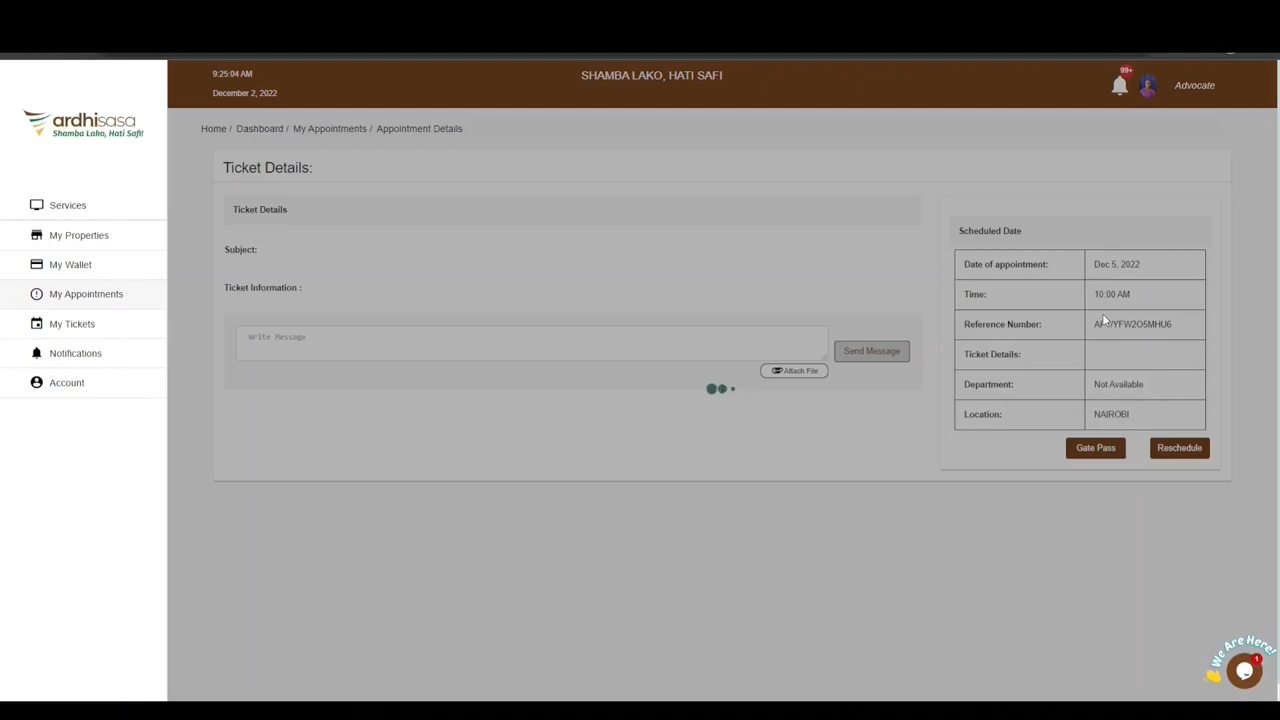 9:25:04 AM
SHAMBA LAKO, HATI SAFI
99+
Advocate
December 2, 2022
ardhisasa
Shamba Lako, Hati Safi!
Home / Dashboard / My Appointments / Appointment Details
Services
My Properties
My Wallet
My Appointments
My Tickets
Notifications
Account
Ticket Details:
Ticket Details
Subject:
Ticket Information :
Write Message
Send Message
Attach File
Scheduled Date
Date of appointment: Dec 5, 2022
Time: 10:00 AM
Reference Number:
Ticket Details:
Department: Not Available
Location: NAIROBI
Gate Pass
Reschedule
We Are Here!
1